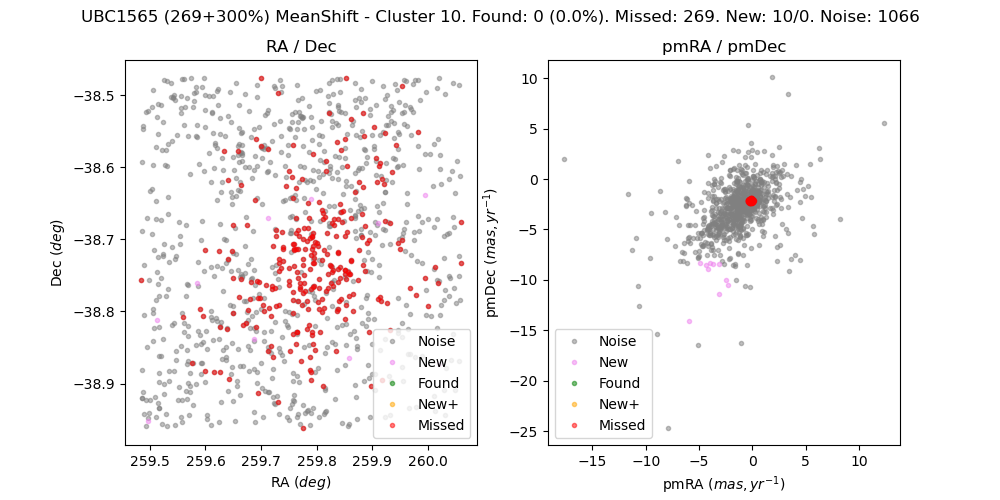 UBC1565 (269+300%) MeanShift - Cluster 10. Found: 0 (0.0%). Missed: 269. New: 10/0. Noise: 1066
RA / Dec
pmRA / pmDec
−38.5
−38.6
−38.7
−38.8
−38.9
Dec (deg)
259.5 259.6 259.7 259.8 259.9 260.0
RA (deg)
Noise
New
Found
New+
Missed
10
5
0
−5
−10
−15
−20
−25
pmDec (mas, yr⁻¹)
−15 −10 −5 0 5 10
pmRA (mas, yr⁻¹)
Noise
New
Found
New+
Missed